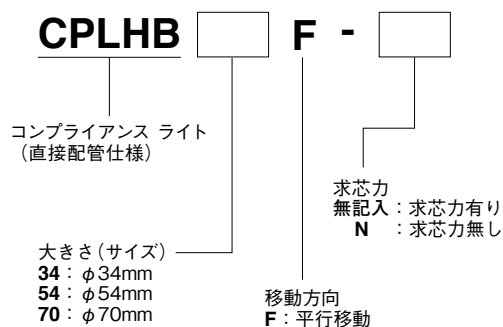 CPLHB F -
コンプライアンス ライト
（直接配管仕様）
求芯力
無記入：求芯力有り
N ：求芯力無し
大きさ（サイズ）
34：φ34mm
54：φ54mm
70：φ70mm
移動方向
F：平行移動